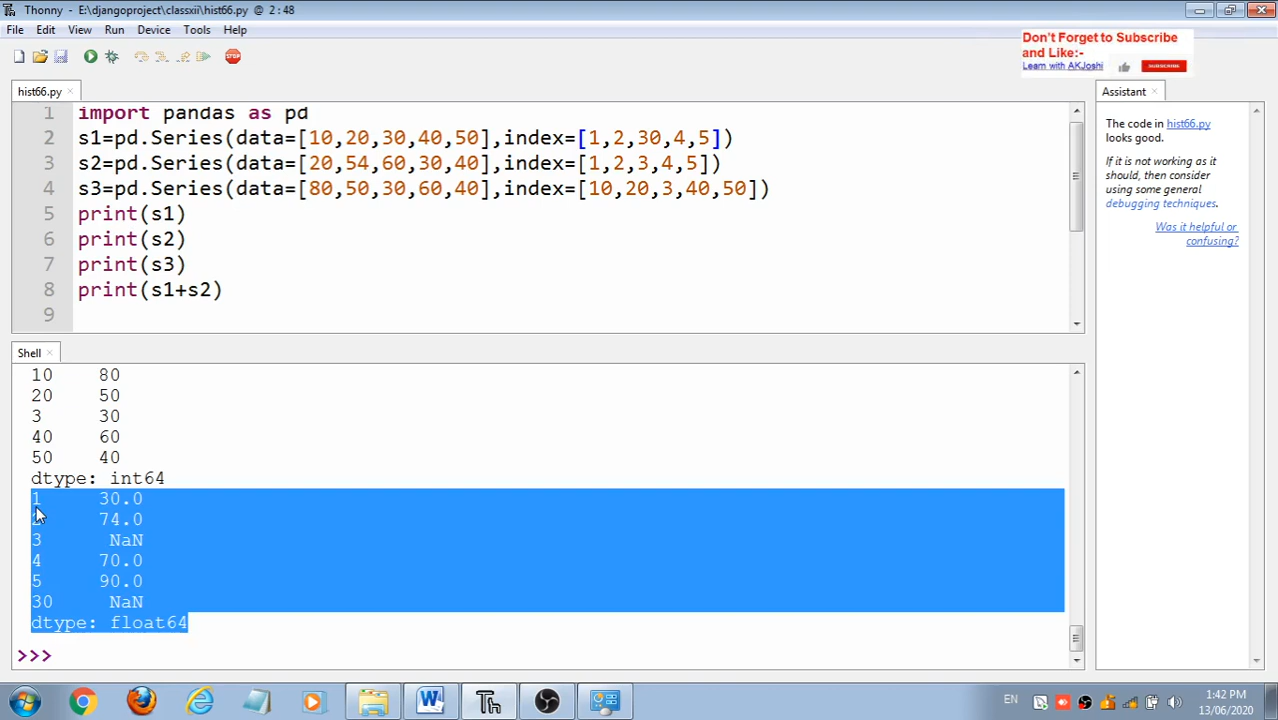 Thonny - E:\djangoproject\classxii\hist66.py @ 2:48
File Edit View Run Device Tools Help
STOP
Don't Forget to Subscribe
and Like:-
Learn with AKJoshi
SUBSCRIBE
hist66.py
1 import pandas as pd
2 s1=pd.Series(data=[10,20,30,40,50],index=[1,2,30,4,5])
3 s2=pd.Series(data=[20,54,60,30,40],index=[1,2,3,4,5])
4 s3=pd.Series(data=[80,50,30,60,40],index=[10,20,3,40,50])
5 print(s1)
6 print(s2)
7 print(s3)
8 print(s1+s2)
9
Assistant
The code in hist66.py
looks good.
If it is not working as it
should, then consider
using some general
debugging techniques.
Was it helpful or
confusing?
Shell
10 80
20 50
3 30
40 60
50 40
dtype: int64
1 30.0
2 74.0
3 NaN
4 70.0
5 90.0
30 NaN
dtype: float64
>>>
EN
1:42 PM
13/06/2020